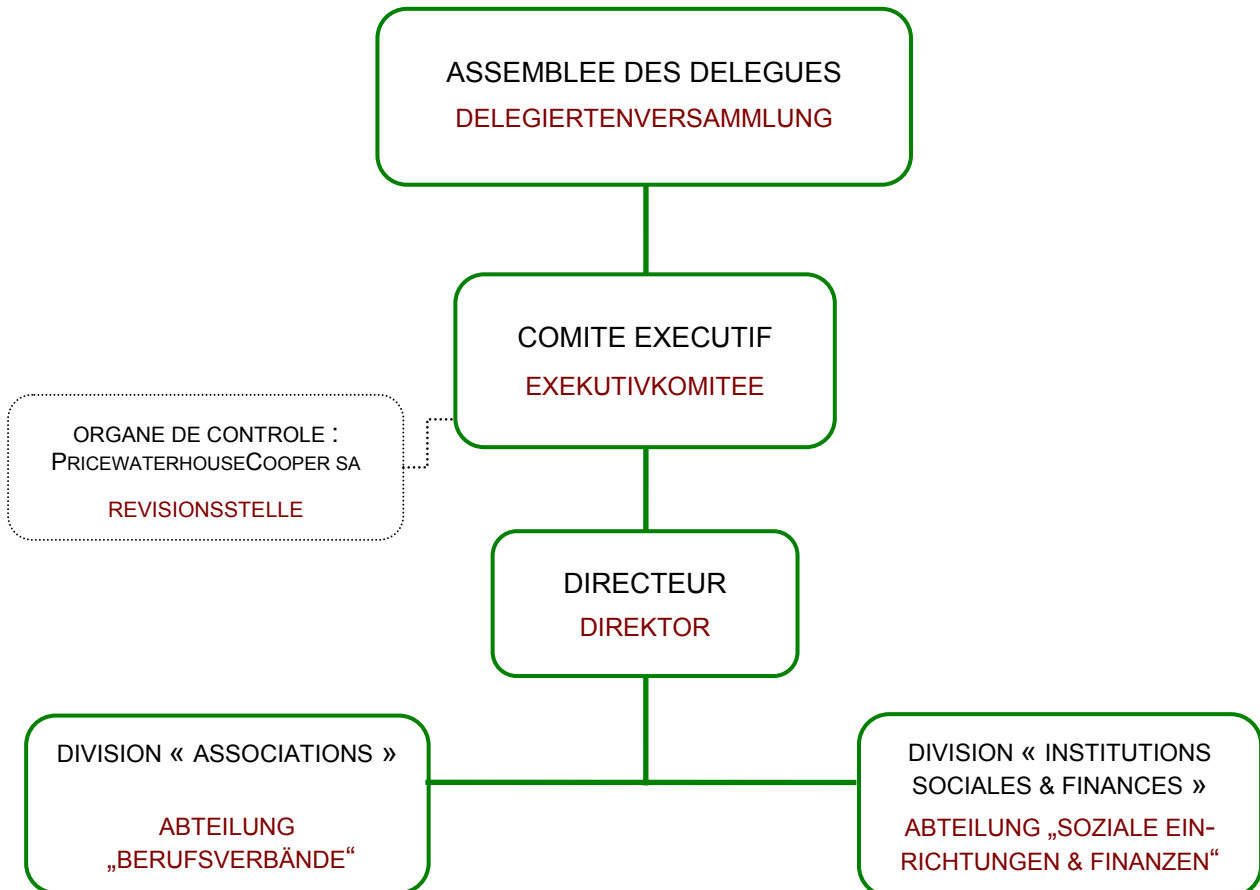 ASSEMBLEE DES DELEGUES
DELEGIERTENVERSAMMLUNG
COMITE EXECUTIF
EXEKUTIVKOMITEE
ORGANE DE CONTROLE :
PRICEWATERHOUSECOOPER SA
REVISIONSSTELLE
DIRECTEUR
DIREKTOR
DIVISION « ASSOCIATIONS »
ABTEILUNG
„BERUFSVERBÄNDE“
DIVISION « INSTITUTIONS
SOCIALES & FINANCES »
ABTEILUNG „SOZIALE EIN-
RICHTUNGEN & FINANZEN“